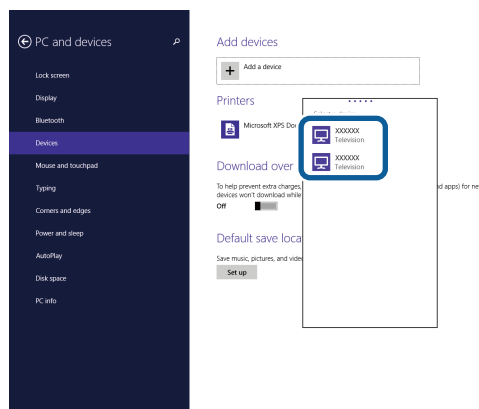 PC and devices
Lock screen
Display
Bluetooth
Devices
Mouse and touchpad
Typing
Corners and edges
Power and sleep
AutoPlay
Disk space
PC info
Add devices
Add a device
Printers
Microsoft XPS Do
Download over
To help prevent extra charges,
devices won't download while
d apps) for ne
Off
Default save loca
Save music, pictures, and vide
Set up
XXXXXX
Television
XXXXXX
Television